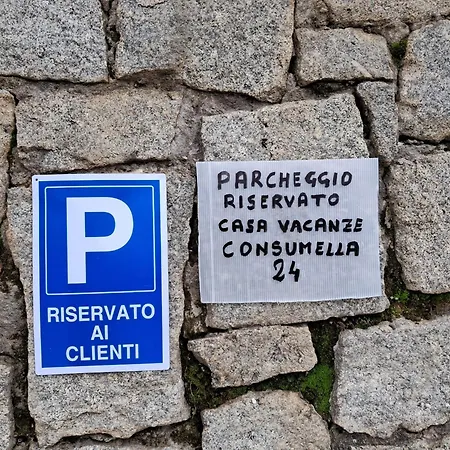 P
RISERVATO
AI
CLIENTI
PARCHEGGIO
RISERVATO
CASA VACANZE
CONSUMELLA
24